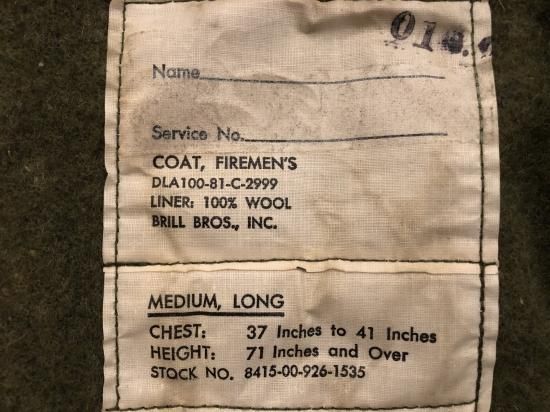 Name
Service No.
COAT, FIREMEN'S
DLA100-81-C-2999
LINER: 100% WOOL
BRILL BROS., INC.
MEDIUM, LONG
CHEST: 37 Inches to 41 Inches
HEIGHT: 71 Inches and Over
STOCK NO. 8415-00-926-1535